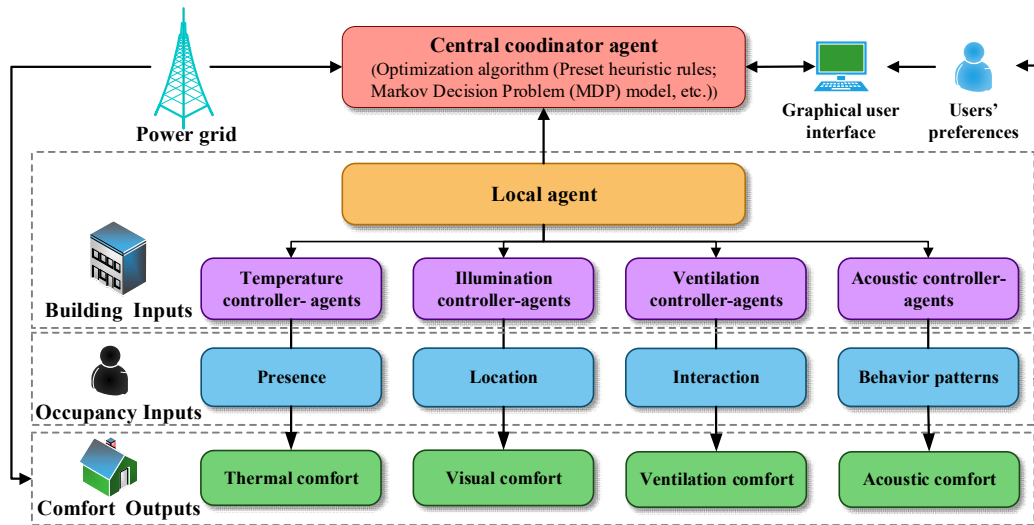 Central coodinator agent
(Optimization algorithm (Preset heuristic rules;
Markov Decision Problem (MDP) model, etc.))
Power grid
Graphical user
interface
Users'
preferences
Local agent
Building Inputs
Temperature
controller- agents
Illumination
controller-agents
Ventilation
controller-agents
Acoustic controller-
agents
Occupancy Inputs
Presence
Location
Interaction
Behavior patterns
Comfort Outputs
Thermal comfort
Visual comfort
Ventilation comfort
Acoustic comfort